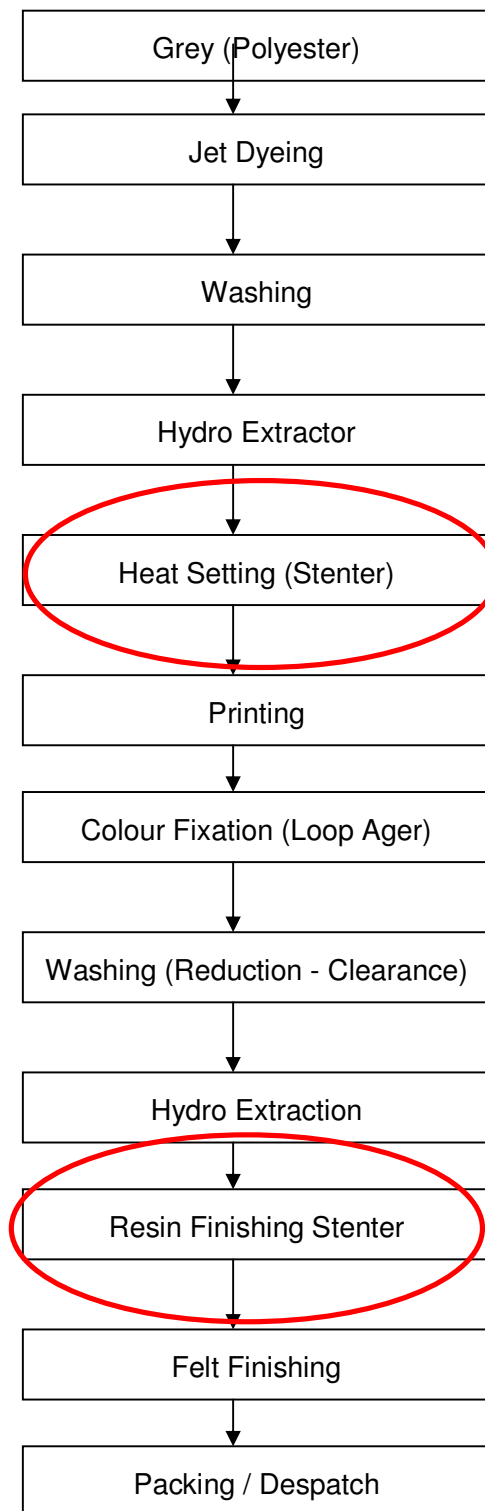 Grey (Polyester)
Jet Dyeing
Washing
Hydro Extractor
Heat Setting (Stenter)
Printing
Colour Fixation (Loop Ager)
Washing (Reduction - Clearance)
Hydro Extraction
Resin Finishing Stenter
Felt Finishing
Packing / Despatch